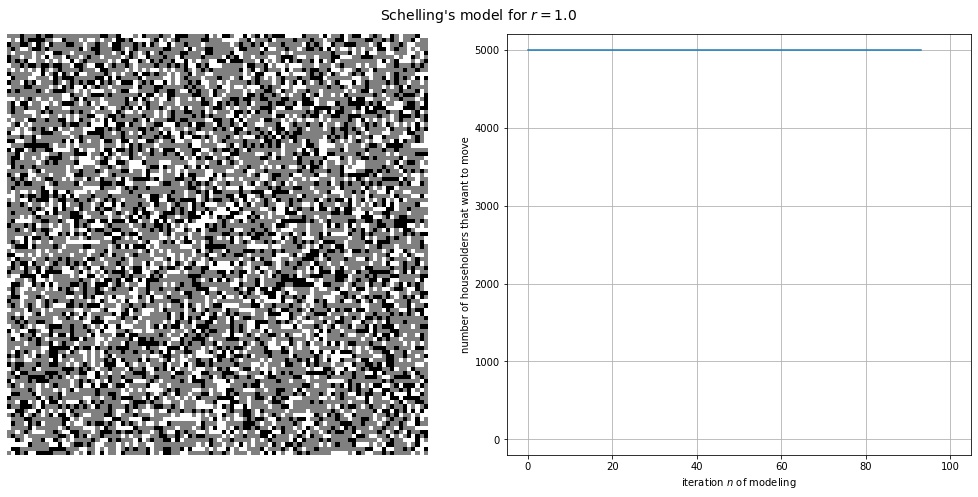 Schelling's model for r = 1.0
number of householders that want to move
5000
4000
3000
2000
1000
0
0 20 40 60 80 100
iteration n of modeling